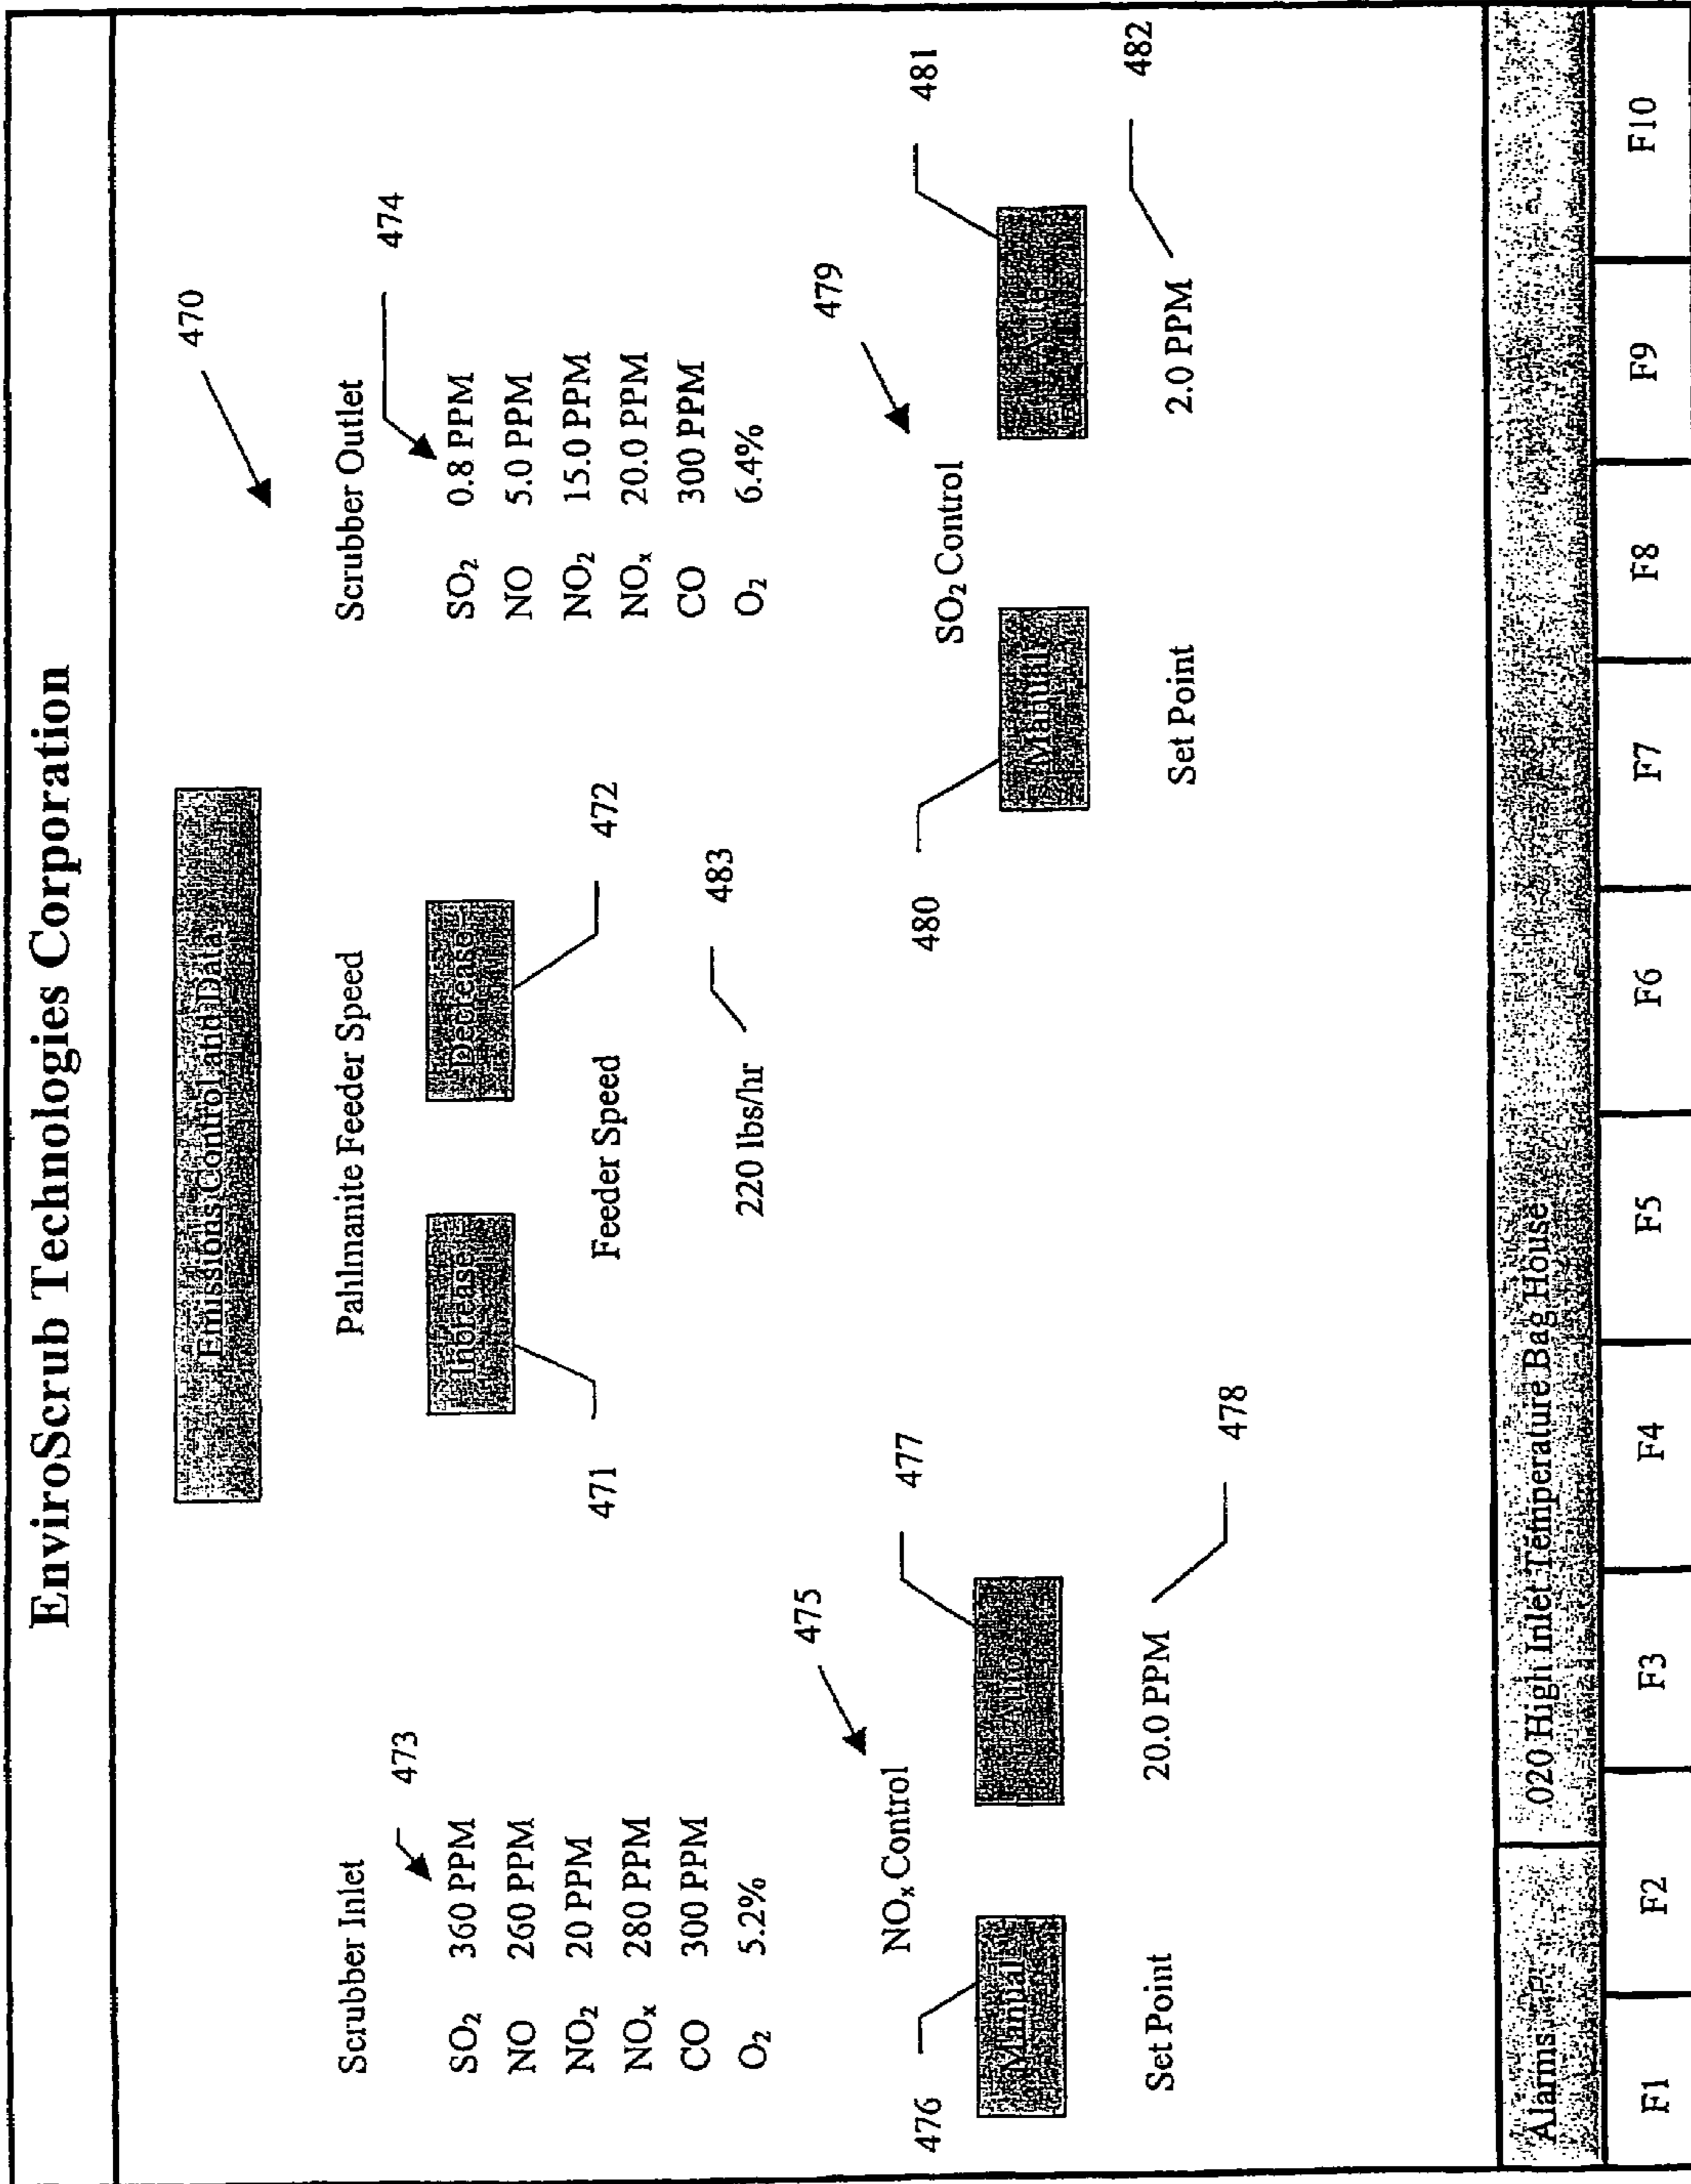 EnviroScrub Technologies Corporation
Emissions Control and Data
470
Scrubber Inlet
473
SO₂ 360 PPM
NO 260 PPM
NO₂ 20 PPM
NOₓ 280 PPM
CO 300 PPM
O₂ 5.2%
Pahlmanite Feeder Speed
Increase
Decrease
471
Feeder Speed
472
220 lbs/hr
483
Scrubber Outlet
474
SO₂ 0.8 PPM
NO 5.0 PPM
NO₂ 15.0 PPM
NOₓ 20.0 PPM
CO 300 PPM
O₂ 6.4%
475
NOₓ Control
476
477
Manual
Auto
Set Point
20.0 PPM
478
479
SO₂ Control
480
481
Manual
Auto
Set Point
2.0 PPM
482
Alarms
020 High Inlet Temperature Bag House
F1 F2 F3 F4 F5 F6 F7 F8 F9 F10